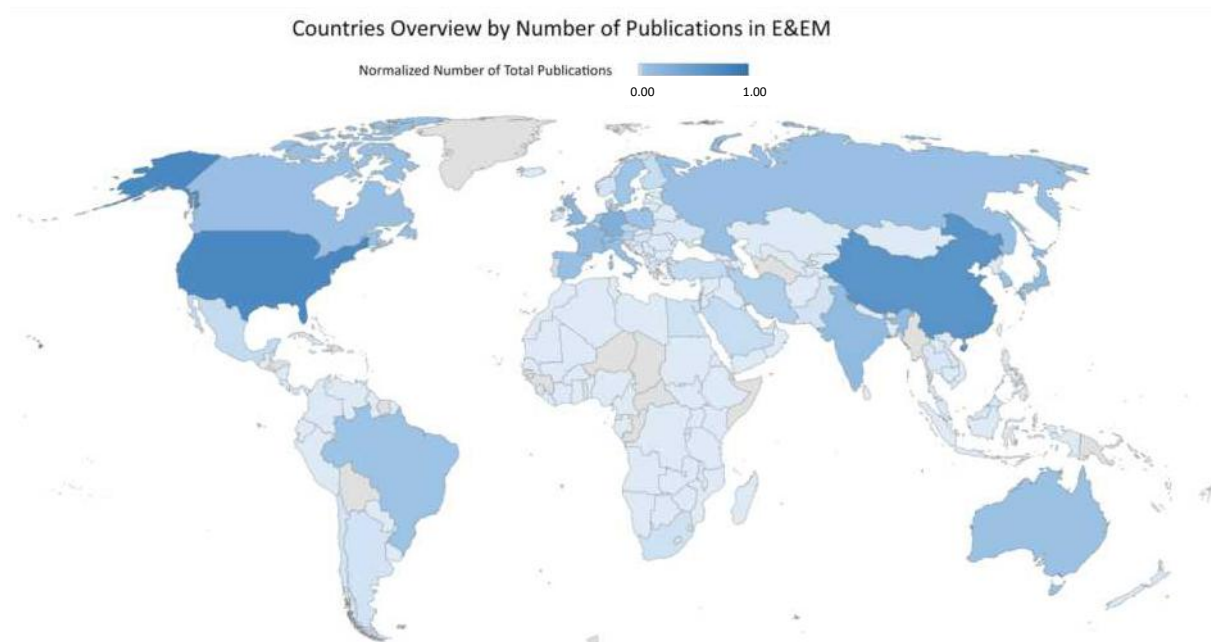 Countries Overview by Number of Publications in E&EM
Normalized Number of Total Publications
0.00 1.00